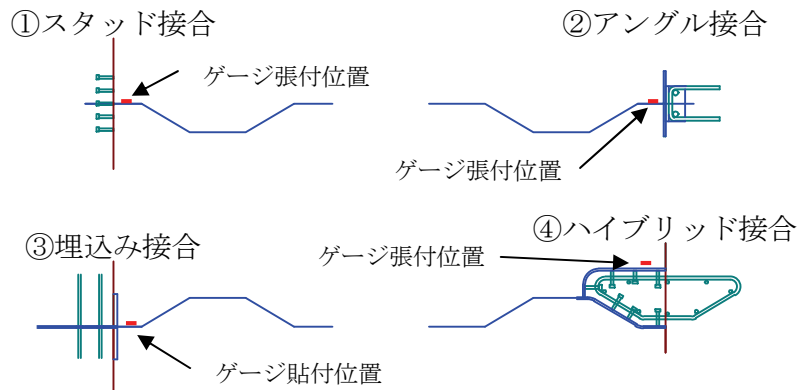 ①スタッド接合
②アングル接合
ゲージ張付位置
ゲージ張付位置
③埋込み接合
④ハイブリッド接合
ゲージ張付位置
ゲージ貼付位置